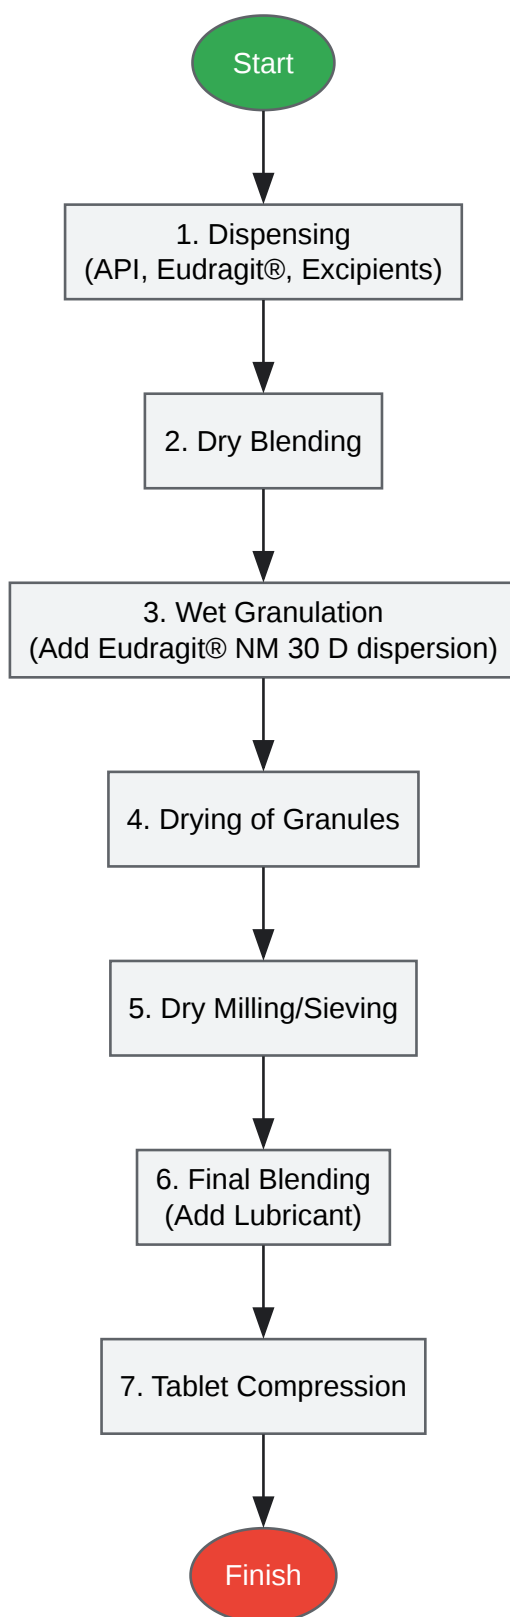 Start
1. Dispensing
(API, Eudragit®, Excipients)
2. Dry Blending
3. Wet Granulation
(Add Eudragit® NM 30 D dispersion)
4. Drying of Granules
5. Dry Milling/Sieving
6. Final Blending
(Add Lubricant)
7. Tablet Compression
Finish